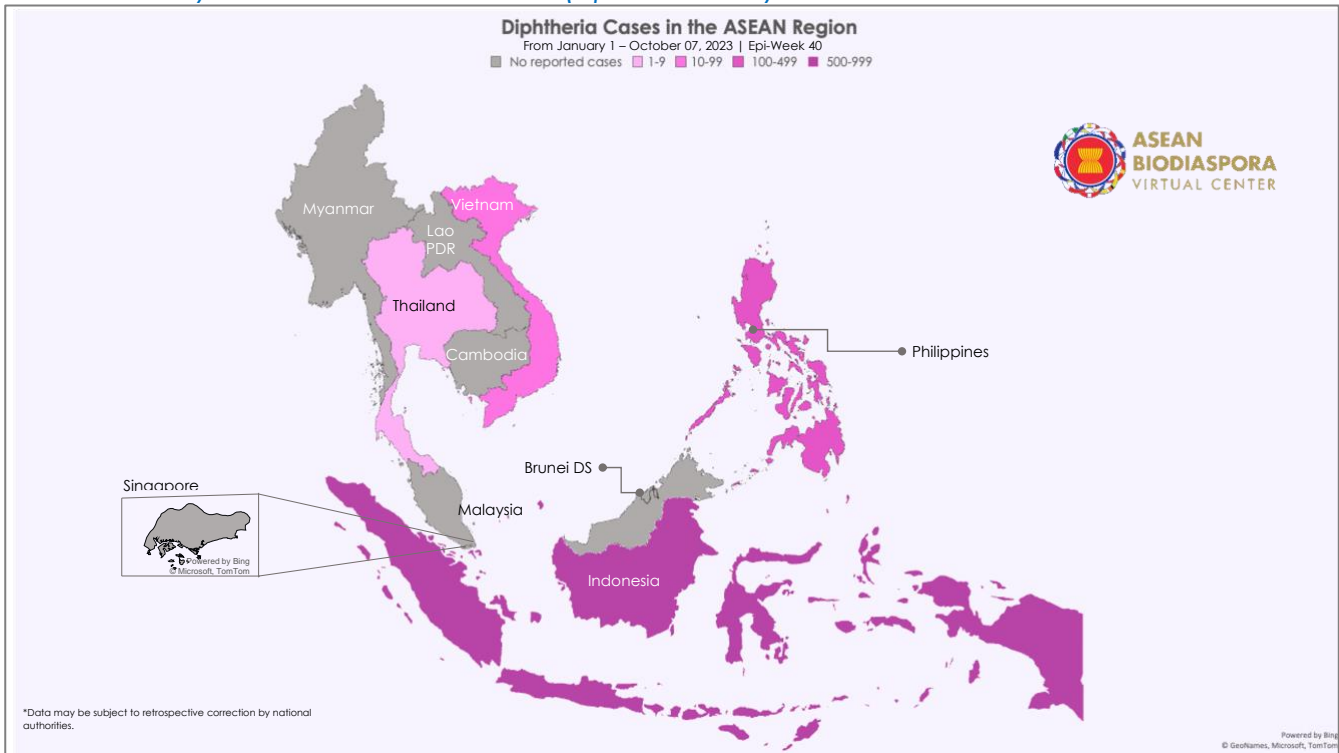 Diphtheria Cases in the ASEAN Region
From January 1 – October 07, 2023 | Epi-Week 40
No reported cases 1-9 10-99 100-499 500-999
ASEAN
BIODIASPORA
VIRTUAL CENTER
Myanmar
Vietnam
Lao
PDR
Thailand
Cambodia
Philippines
Brunei DS
Singapore
Malaysia
Powered by Bing
© Microsoft, TomTom
Indonesia
*Data may be subject to retrospective correction by national
authorities.
Powered by Bing
© GeoNames, Microsoft, TomTom